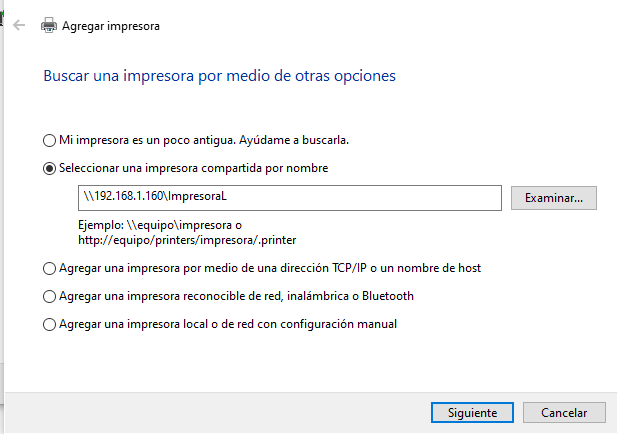 Agregar impresora
Buscar una impresora por medio de otras opciones
Mi impresora es un poco antigua. Ayúdame a buscarla.
Seleccionar una impresora compartida por nombre
\\192.168.1.160\ImpresoraL
Examinar...
Ejemplo: \\equipo\impresora o
http://equipo/printers/impresora/.printer
Agregar una impresora por medio de una dirección TCP/IP o un nombre de host
Agregar una impresora reconocible de red, inalámbrica o Bluetooth
Agregar una impresora local o de red con configuración manual
Siguiente
Cancelar